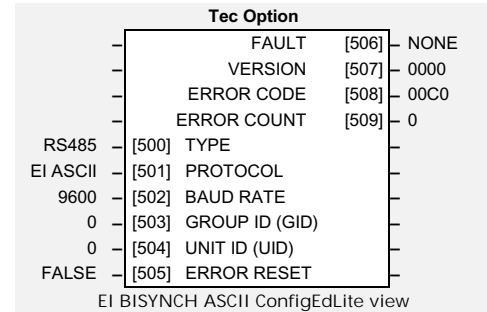 Tec Option
– FAULT [506] – NONE
– VERSION [507] – 0000
– ERROR CODE [508] – 00C0
– ERROR COUNT [509] – 0
RS485 – [500] TYPE –
EI ASCII – [501] PROTOCOL –
9600 – [502] BAUD RATE –
0 – [503] GROUP ID (GID) –
0 – [504] UNIT ID (UID) –
FALSE – [505] ERROR RESET –
EI BISYNCH ASCII ConfigEdLite view